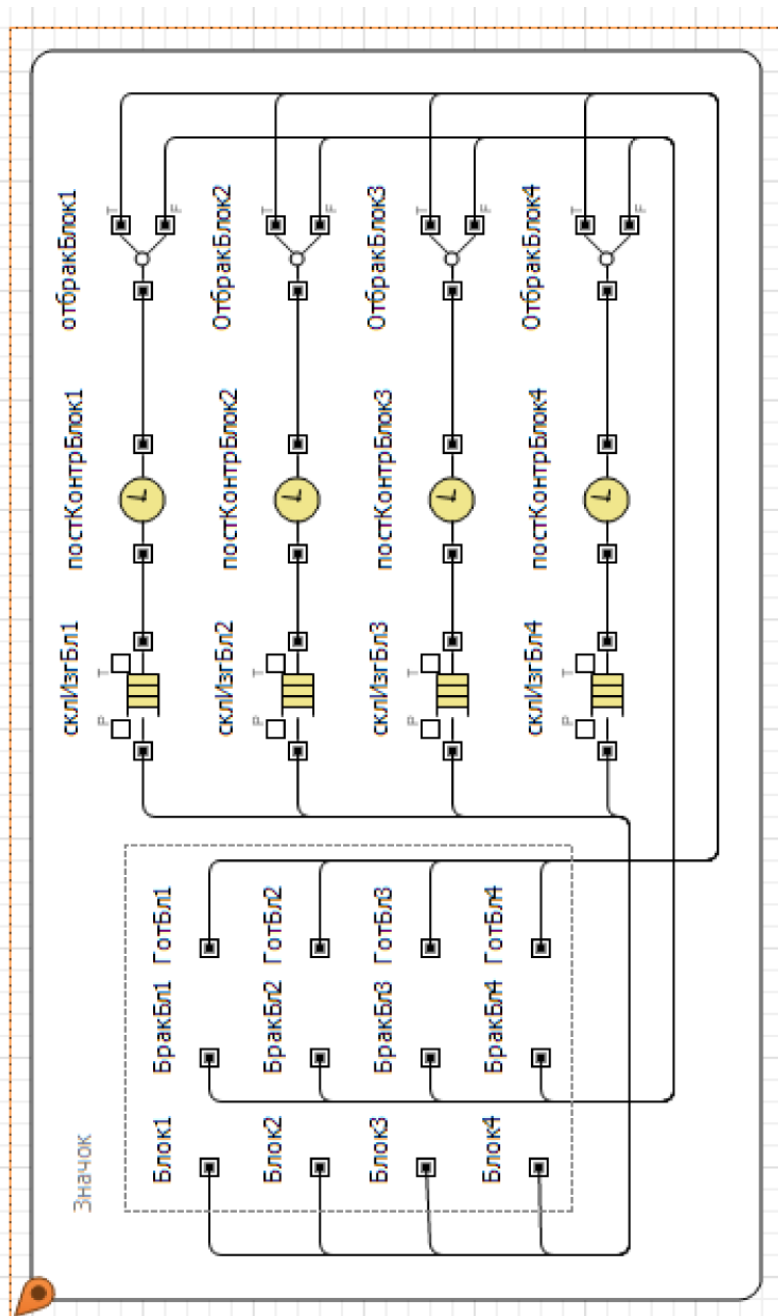 Значок
Блок1
БракБл1
ГотБл1
склИзгБл1
P
T
постКонтрБлок1
отбракБлок1
T
F
Блок2
БракБл2
ГотБл2
склИзгБл2
P
T
постКонтрБлок2
ОтбракБлок2
T
F
Блок3
БракБл3
ГотБл3
склИзгБл3
P
T
постКонтрБлок3
ОтбракБлок3
T
F
Блок4
БракБл4
ГотБл4
склИзгБл4
P
T
постКонтрБлок4
ОтбракБлок4
T
F